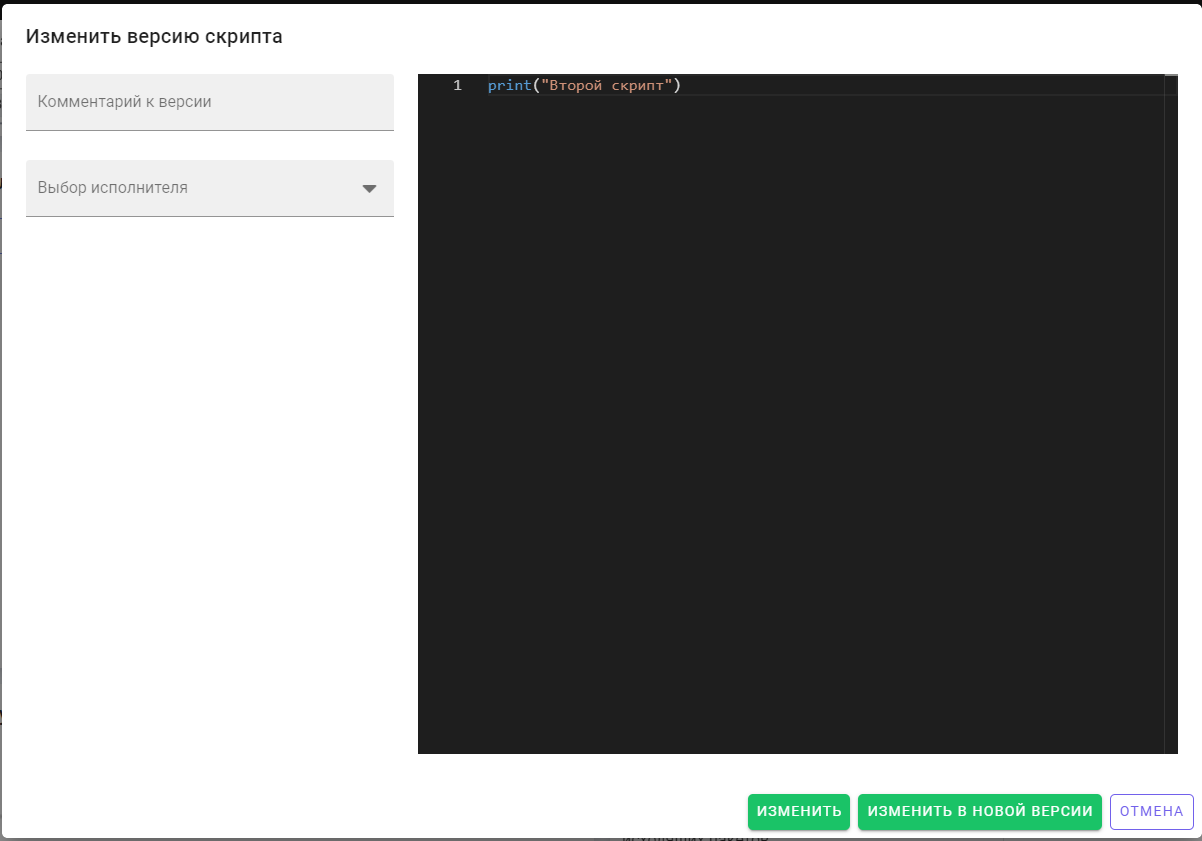 Изменить версию скрипта
Комментарий к версии
Выбор исполнителя
1 print("Второй скрипт")
ИЗМЕНИТЬ
ИЗМЕНИТЬ В НОВОЙ ВЕРСИИ
ОТМЕНА